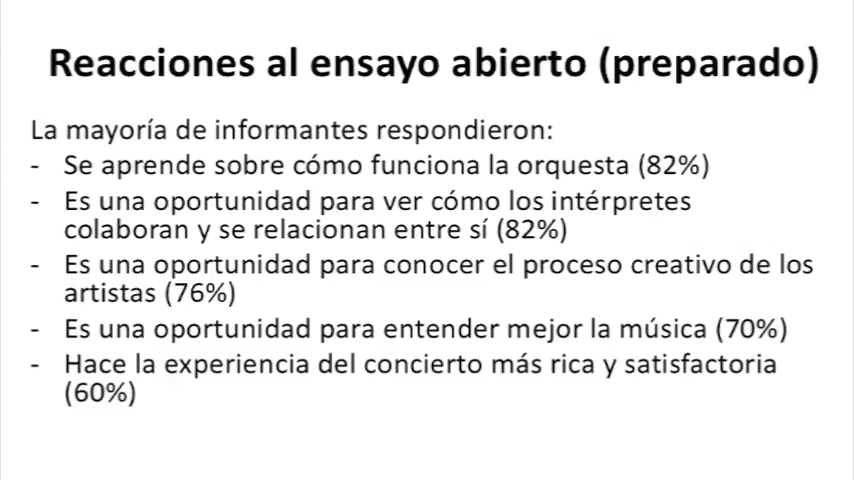 Reacciones al ensayo abierto (preparado)
La mayoría de informantes respondieron:
- Se aprende sobre cómo funciona la orquesta (82%)
- Es una oportunidad para ver cómo los intérpretes
colaboran y se relacionan entre sí (82%)
- Es una oportunidad para conocer el proceso creativo de los
artistas (76%)
- Es una oportunidad para entender mejor la música (70%)
- Hace la experiencia del concierto más rica y satisfactoria
(60%)